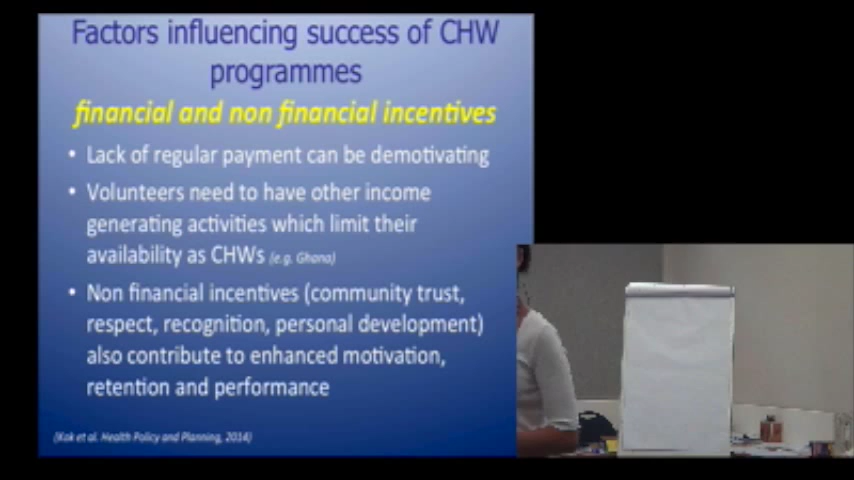 Factors influencing success of CHW
programmes
financial and non financial incentives
• Lack of regular payment can be demotivating
• Volunteers need to have other income
generating activities which limit their
availability as CHWs (e.g. Ghana)
• Non financial incentives (community trust,
respect, recognition, personal development)
also contribute to enhanced motivation,
retention and performance
(Kok et al. Health Policy and Planning, 2014)